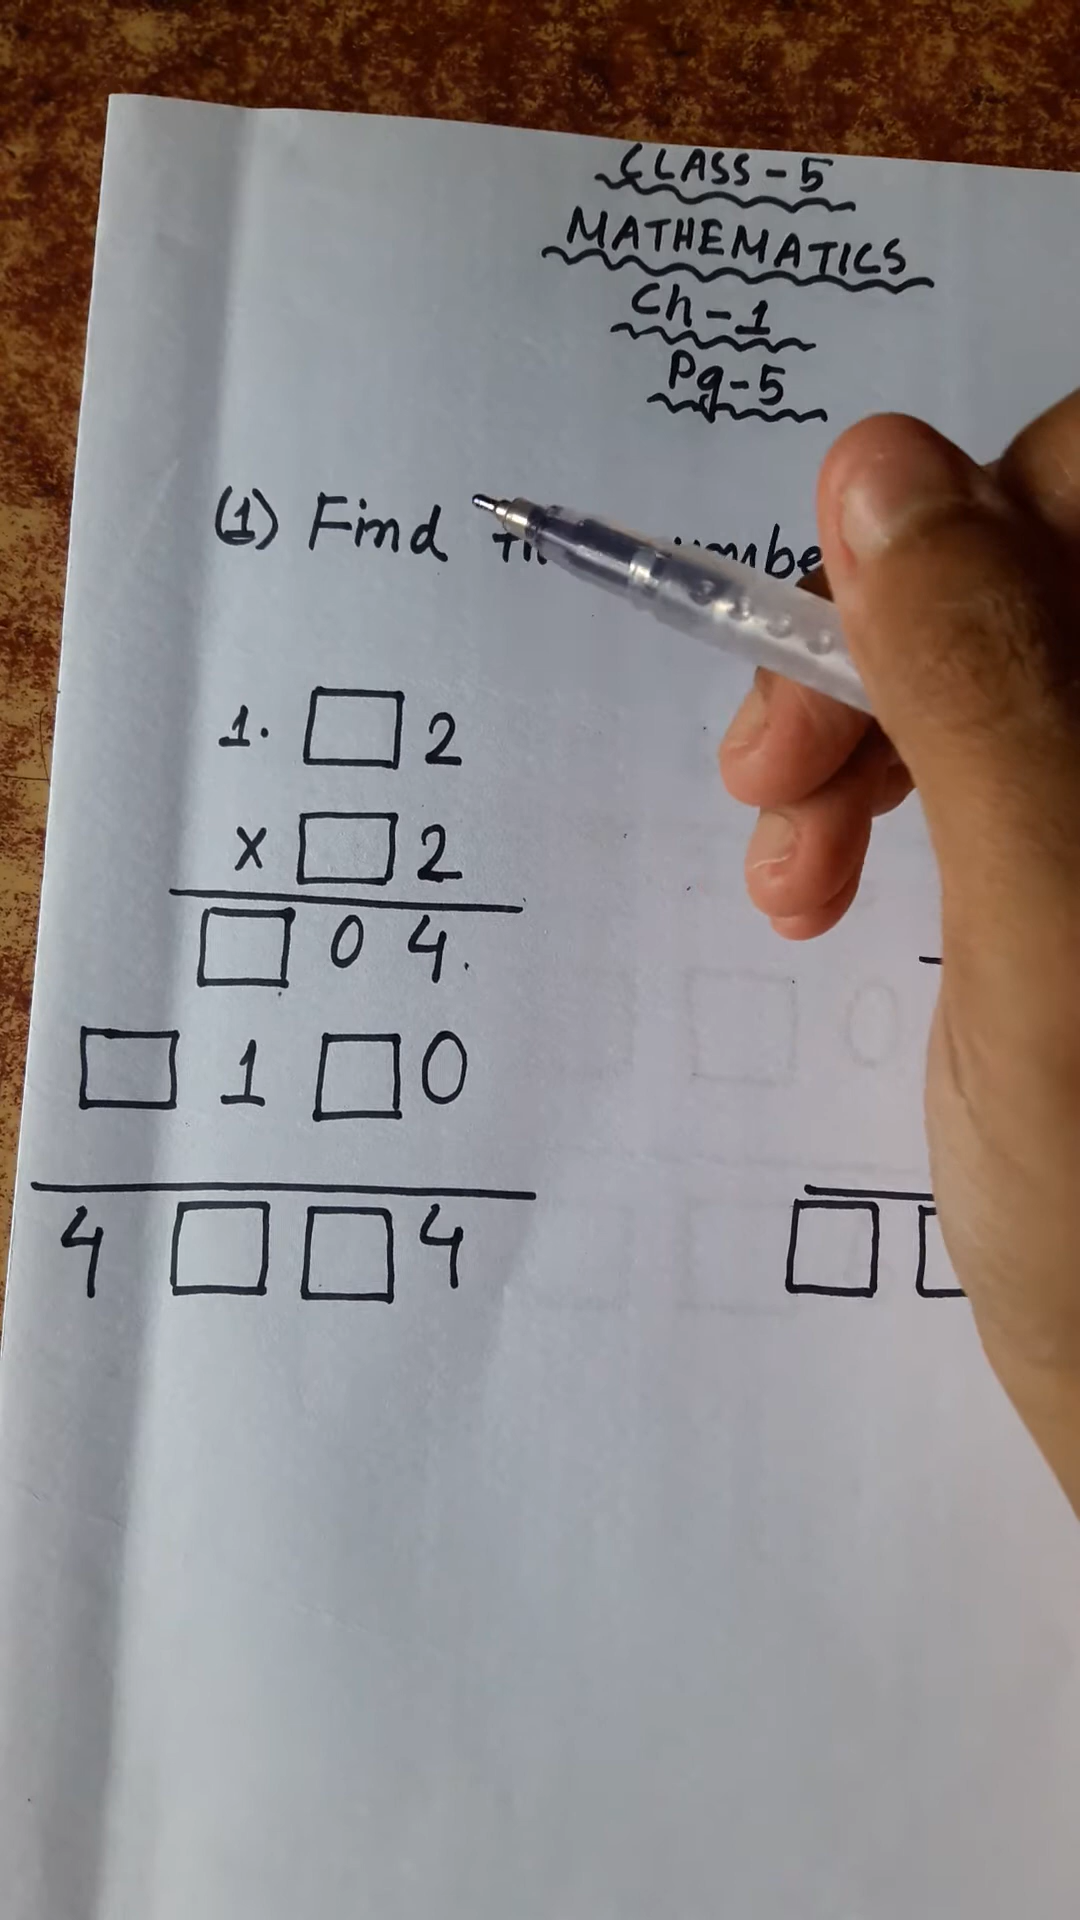 CLASS-5
MATHEMATICS
Ch-1
Pg-5
(1) Find
1. □ 2
× □ 2
□ 0 4.
□ 1 □ 0
4 □ □ 4
□